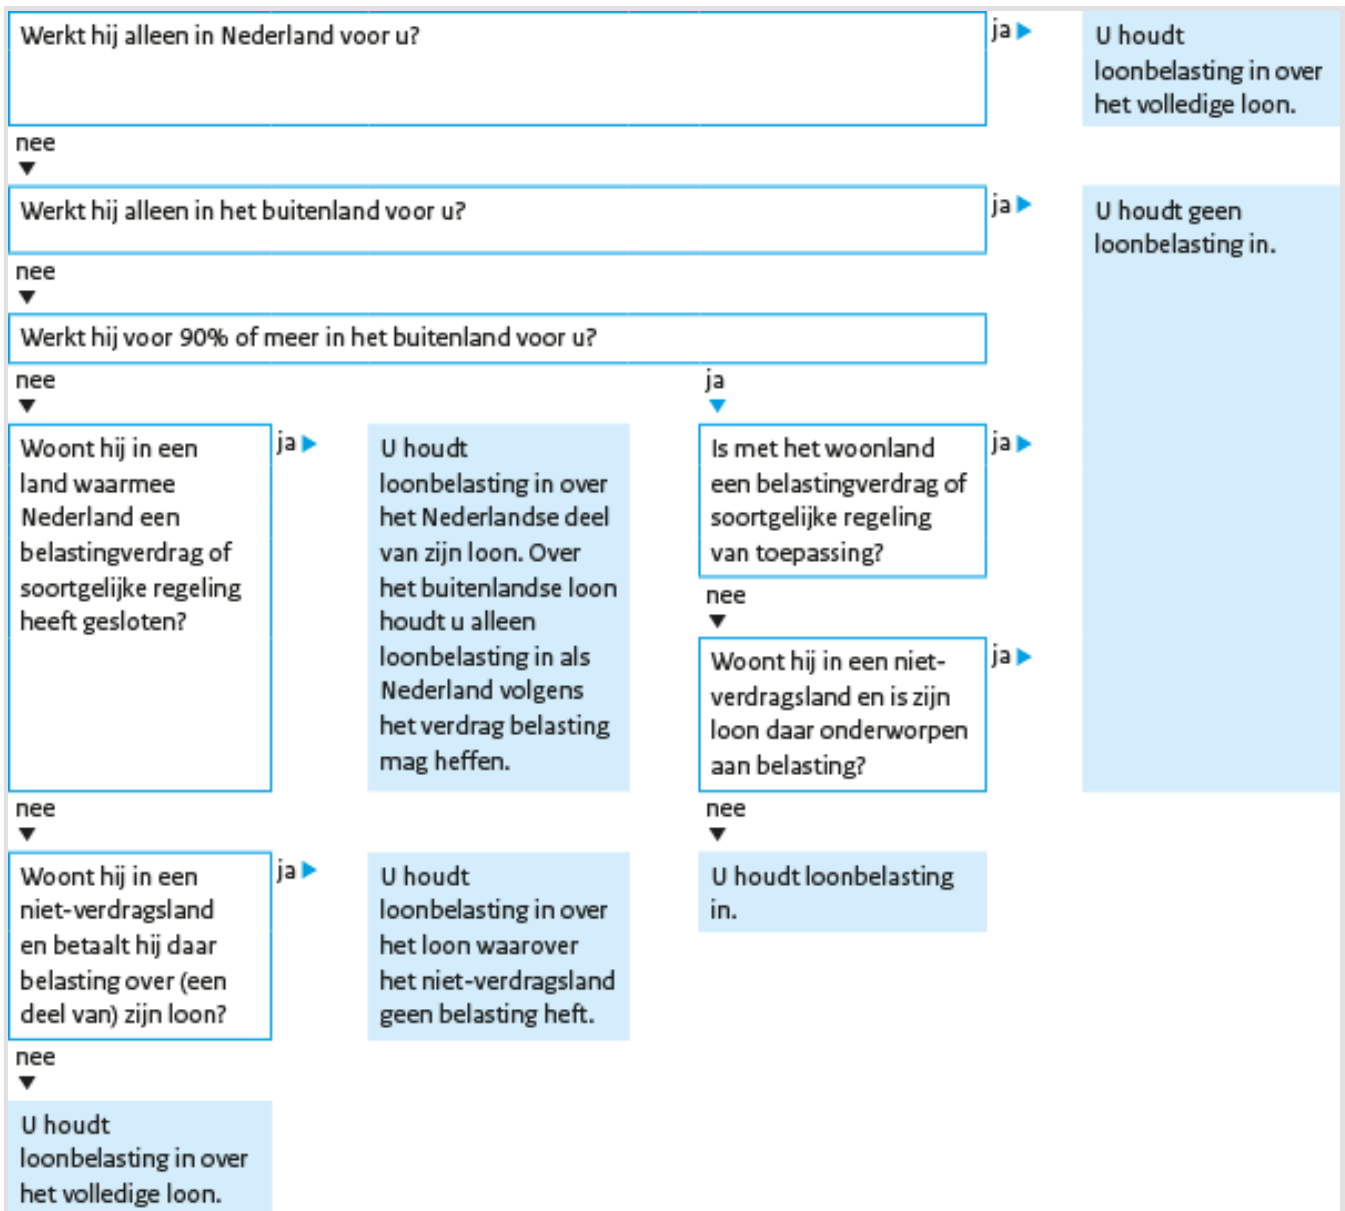 Werkt hij alleen in Nederland voor u?
ja
U houdt
loonbelasting in over
het volledige loon.
nee
Werkt hij alleen in het buitenland voor u?
ja
U houdt geen
loonbelasting in.
nee
Werkt hij voor 90% of meer in het buitenland voor u?
nee
ja
Woont hij in een
land waarmee
Nederland een
belastingverdrag of
soortgelijke regeling
heeft gesloten?
ja
U houdt
loonbelasting in over
het Nederlandse deel
van zijn loon. Over
het buitenlandse loon
houdt u alleen
loonbelasting in als
Nederland volgens
het verdrag belasting
mag heffen.
Is met het woonland
een belastingverdrag of
soortgelijke regeling
van toepassing?
ja
nee
Woont hij in een niet-
verdragsland en is zijn
loon daar onderworpen
aan belasting?
ja
nee
nee
Woont hij in een
niet-verdragsland
en betaalt hij daar
belasting over (een
deel van) zijn loon?
ja
U houdt
loonbelasting in over
het loon waarover
het niet-verdragsland
geen belasting heft.
U houdt loonbelasting
in.
nee
U houdt
loonbelasting in over
het volledige loon.